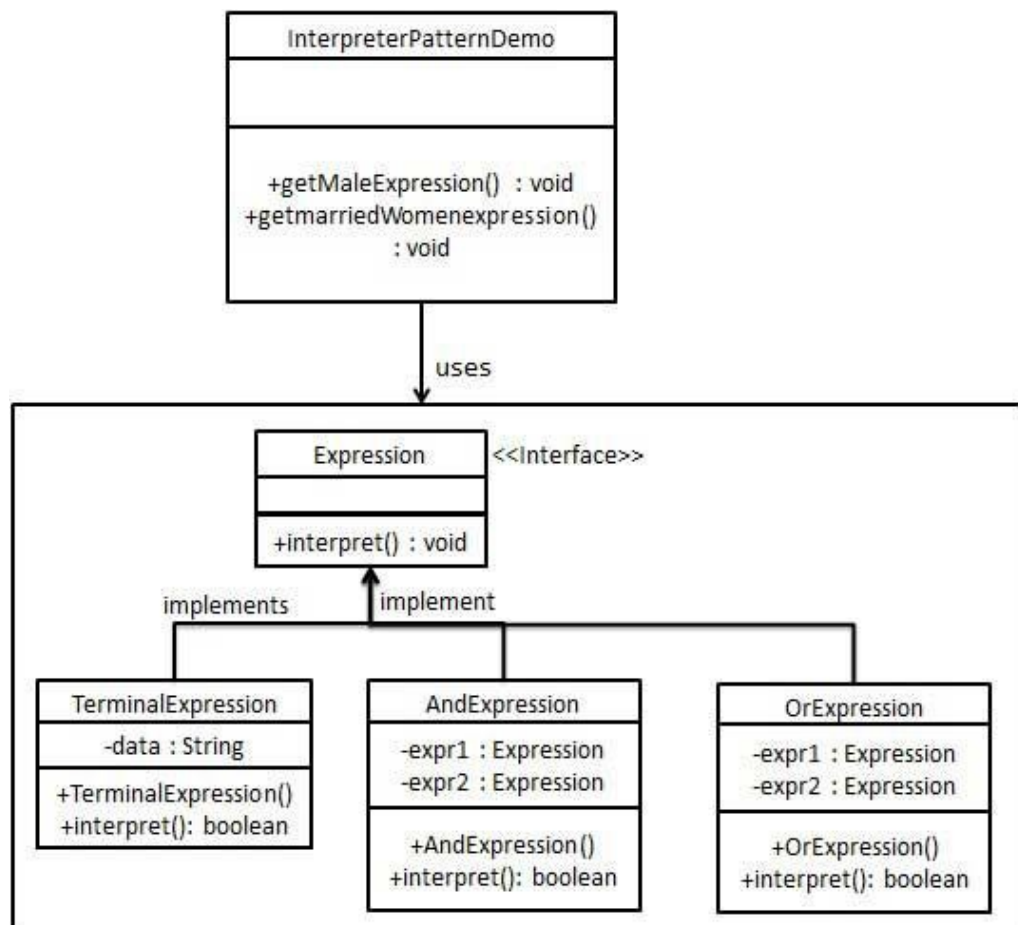 InterpreterPatternDemo
+getMaleExpression() : void
+getmarriedWomenexpression()
: void
uses
Expression
<<Interface>>
+interpret() : void
implements
implement
TerminalExpression
-data : String
+TerminalExpression()
+interpret(): boolean
AndExpression
-expr1 : Expression
-expr2 : Expression
+AndExpression()
+interpret(): boolean
OrExpression
-expr1 : Expression
-expr2 : Expression
+OrExpression()
+interpret(): boolean